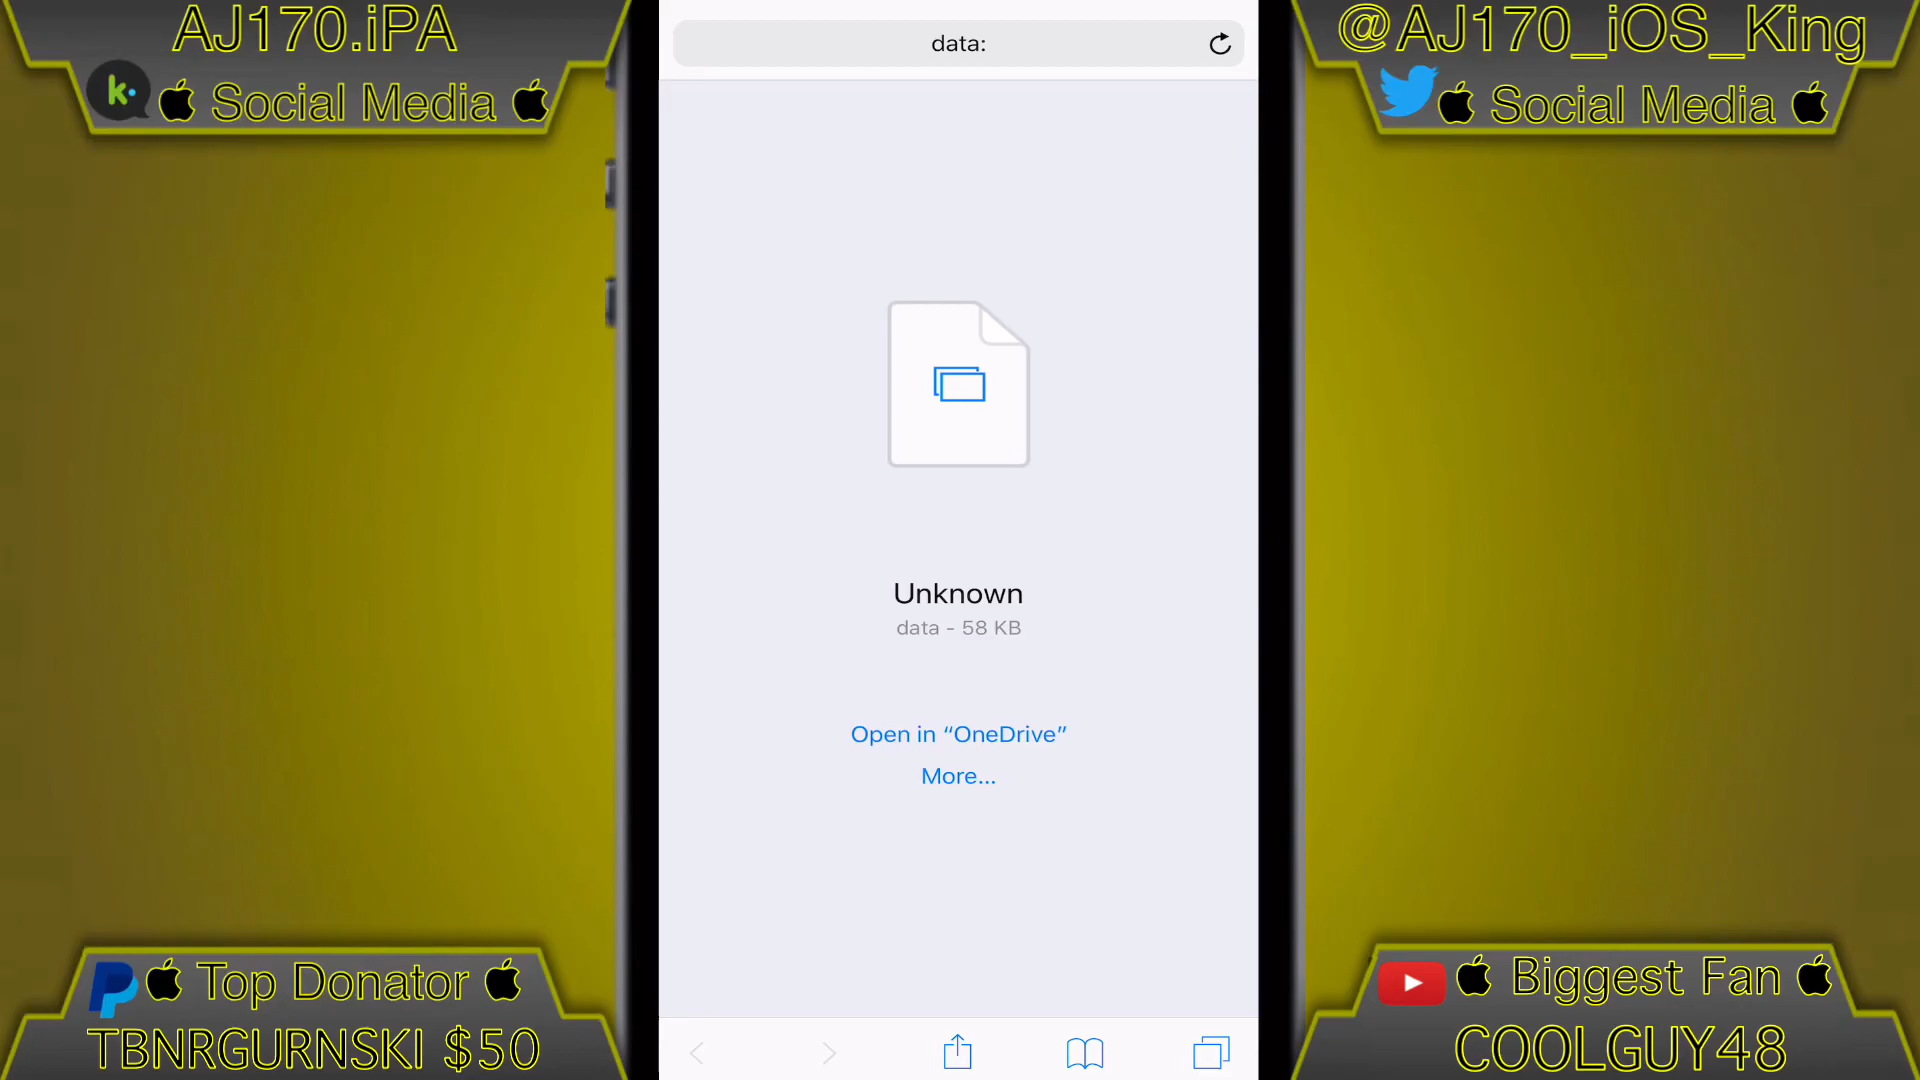 AJ170.iPA
k
Social Media
data:
@AJ170_iOS_King
Social Media
Unknown
data - 58 KB
Open in “OneDrive”
More...
Top Donator
TBNRGURNSKI $50
Biggest Fan
COOLGUY48